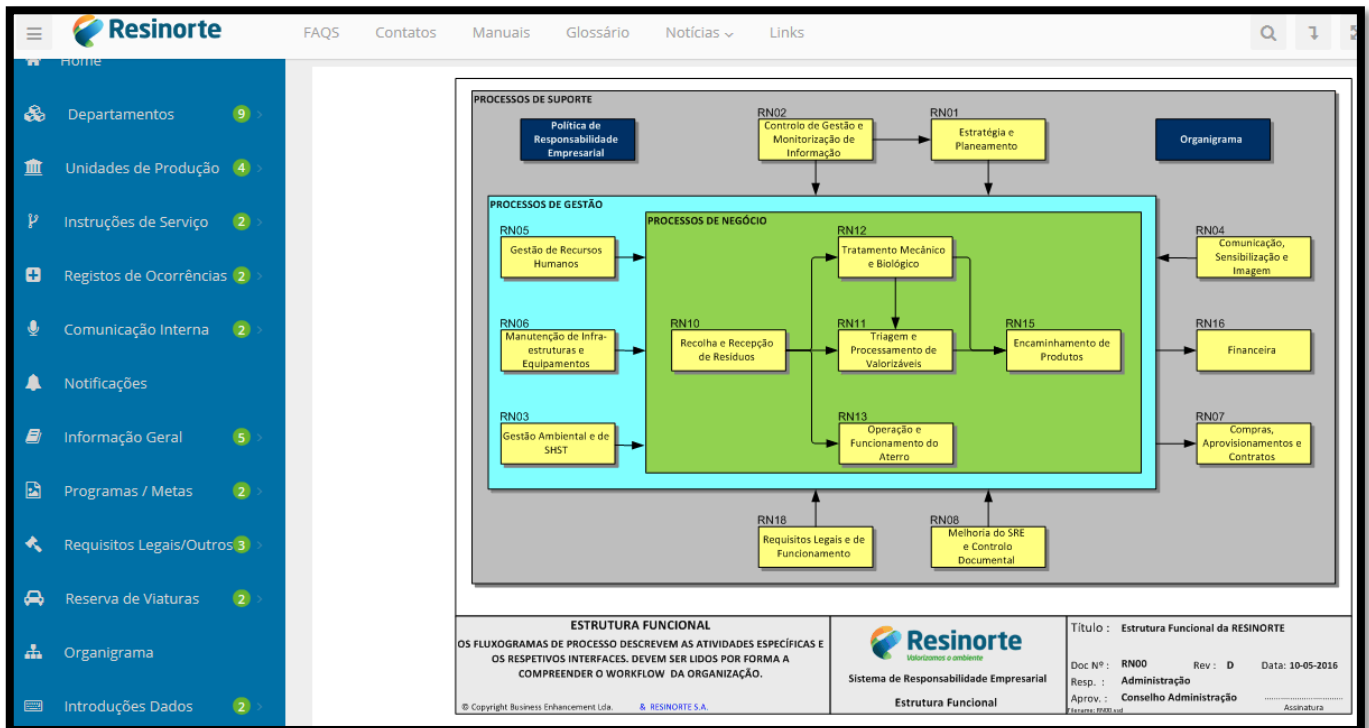 Resinorte
FAQS
Contatos
Manuais
Glossário
Notícias
Links
Home
Departamentos 9
Unidades de Produção 4
Instruções de Serviço 2
Registos de Ocorrências 2
Comunicação Interna 2
Notificações
Informação Geral 5
Programas / Metas 2
Requisitos Legais/Outros 3
Reserva de Viaturas 2
Organigrama
Introduções Dados 2
PROCESSOS DE SUPORTE
Política de
Responsabilidade
Empresarial
RN02
Controlo de Gestão e
Monitorização de
Informação
RN01
Estratégia e
Planeamento
Organigrama
PROCESSOS DE GESTÃO
RN05
Gestão de Recursos
Humanos
RN06
Manutenção de Infra-
estruturas e
Equipamentos
RN03
Gestão Ambiental e de
SHST
PROCESSOS DE NEGÓCIO
RN12
Tratamento Mecânico
e Biológico
RN10
Recolha e Recepção
de Resíduos
RN11
Triagem e
Processamento de
Valorizáveis
RN15
Encaminhamento de
Produtos
RN13
Operação e
Funcionamento do
Aterro
RN04
Comunicação,
Sensibilização e
Imagem
RN16
Financeira
RN07
Compras,
Aprovisionamentos e
Contratos
RN18
Requisitos Legais e de
Funcionamento
RN08
Melhoria do SRE
e Controlo
Documental
ESTRUTURA FUNCIONAL
OS FLUXOGRAMAS DE PROCESSO DESCREVEM AS ATIVIDADES ESPECÍFICAS E
OS RESPETIVOS INTERFACES. DEVEM SER LIDOS POR FORMA A
COMPREENDER O WORKFLOW DA ORGANIZAÇÃO.
© Copyright Business Enhancement Lda. & RESINORTE S.A.
Resinorte
Valorizamos o ambiente
Sistema de Responsabilidade Empresarial
Estrutura Funcional
Título : Estrutura Funcional da RESINORTE
Doc Nº : RN00 Rev : D Data: 10-05-2016
Resp. : Administração
Aprov. : Conselho Administração
Filename: RN00.vsd
Assinatura